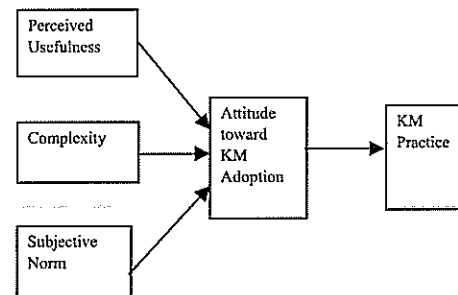 Perceived
Usefulness
Complexity
Subjective
Norm
Attitude
toward
KM
Adoption
KM
Practice